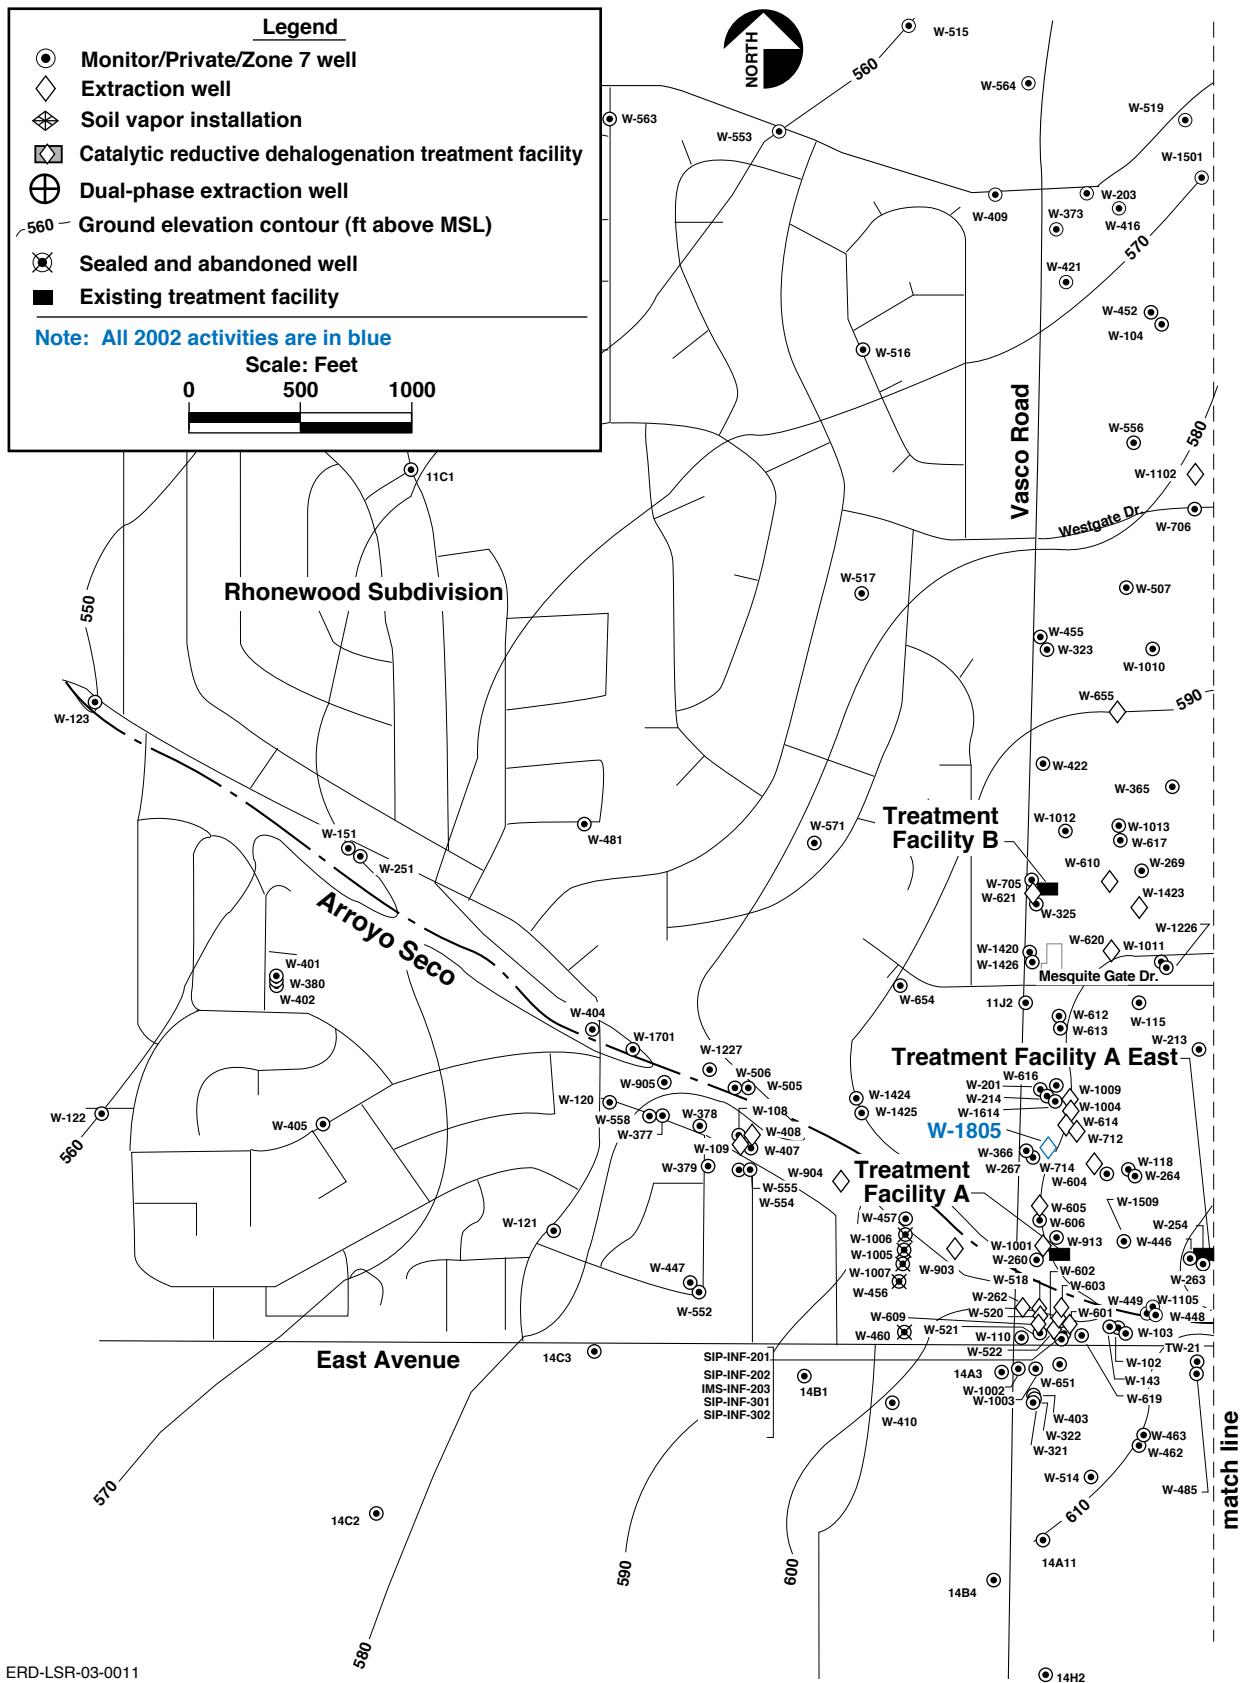 Legend
Monitor/Private/Zone 7 well
Extraction well
Soil vapor installation
Catalytic reductive dehalogenation treatment facility
Dual-phase extraction well
560 Ground elevation contour (ft above MSL)
Sealed and abandoned well
Existing treatment facility
Note: All 2002 activities are in blue
Scale: Feet
0 500 1000
NORTH
W-515
560
W-564
W-519
W-563
W-553
W-1501
W-203
W-409
W-373
W-416
570
W-421
W-452
W-104
W-516
Vasco Road
W-556
580
W-1102
11C1
Westgate Dr.
W-706
Rhonewood Subdivision
550
W-517
W-507
W-455
W-323
W-1010
W-655
590
W-123
W-422
W-365
Treatment
Facility B
W-1012
W-1013
W-617
W-151
W-481
W-571
W-251
W-610
W-269
W-705
W-621
W-1423
W-325
Arroyo Seco
W-1226
W-620
W-1011
W-1420
W-1426
W-401
W-380
W-402
Mesquite Gate Dr.
W-654
11J2
W-115
W-404
W-612
W-613
W-1701
W-213
Treatment Facility A East
W-1227
W-506
W-505
W-905
W-616
W-201
W-214
W-1614
W-1009
W-1004
W-614
W-712
W-120
W-1424
W-1425
W-558
W-377
W-378
W-108
W-408
W-122
W-405
W-1805
560
W-109
W-407
W-366
W-267
W-714
W-604
W-118
W-264
W-379
W-904
Treatment
Facility A
W-555
W-554
W-605
W-606
W-1509
W-457
W-254
W-121
W-1006
W-1005
W-1007
W-456
W-1001
W-260
W-913
W-446
W-903
W-602
W-263
W-447
W-518
W-603
W-552
W-262
W-520
W-449
W-1105
W-609
W-601
W-448
W-460
W-521
W-110
W-522
W-103
TW-21
East Avenue
14C3
SIP-INF-201
SIP-INF-202
IMS-INF-203
SIP-INF-301
SIP-INF-302
14B1
14A3
W-1002
W-1003
W-651
W-102
W-143
W-619
W-410
W-403
W-322
W-321
W-463
W-462
match line
570
W-514
W-485
610
14C2
14A11
590
600
14B4
580
14H2
ERD-LSR-03-0011